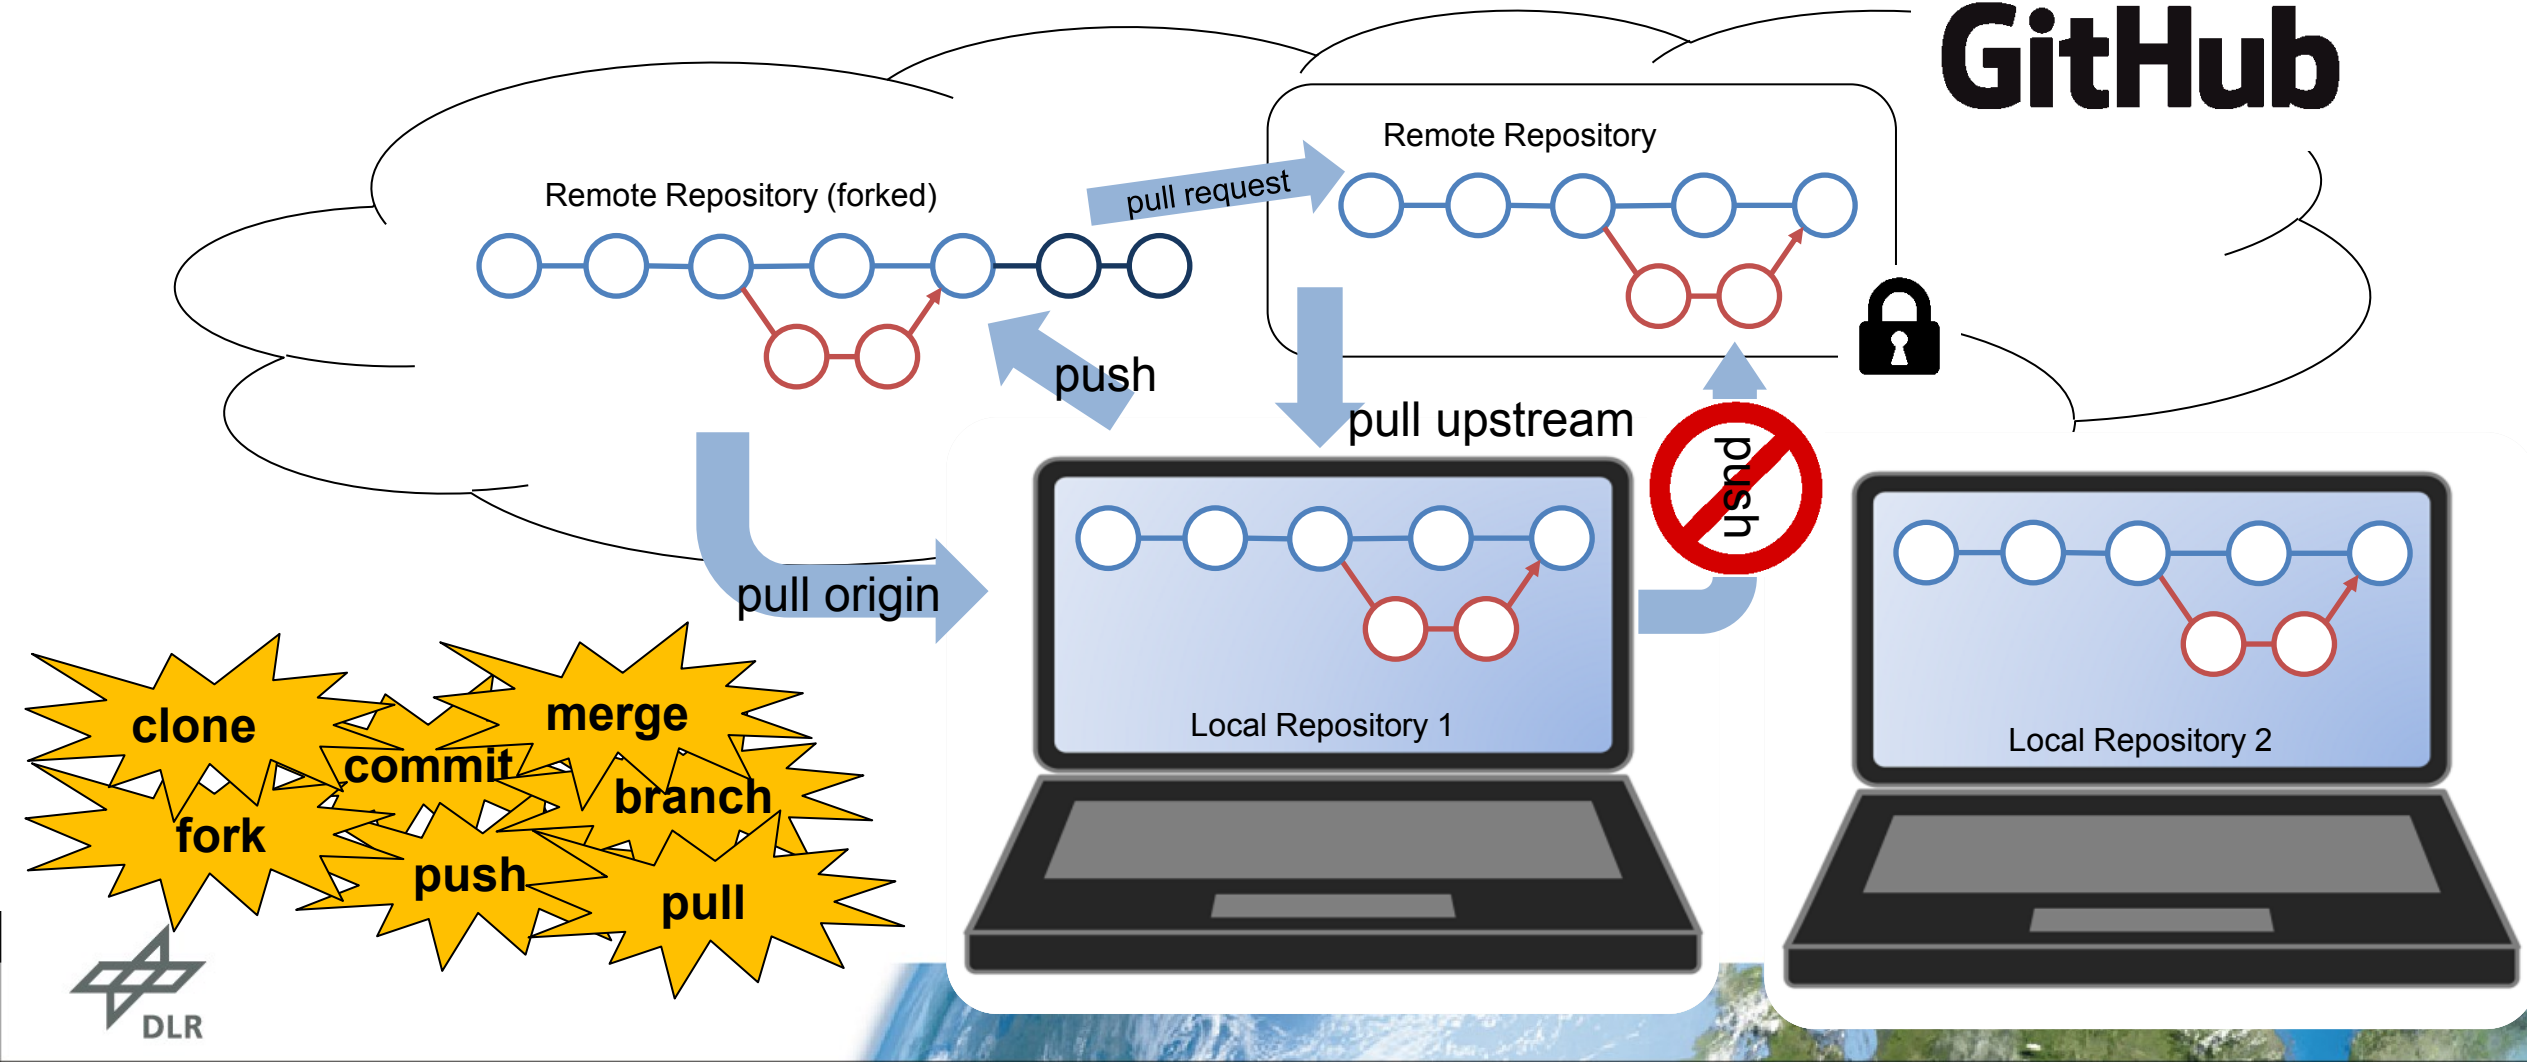 GitHub
Remote Repository
Remote Repository (forked)
pull request
push
pull upstream
push
pull origin
Local Repository 1
Local Repository 2
clone
commit
merge
branch
fork
push
pull
DLR